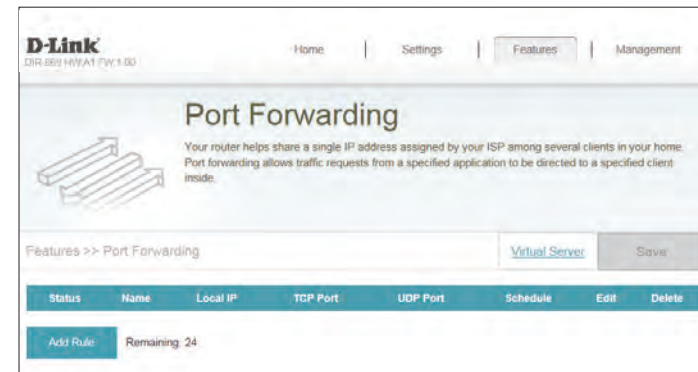 D-Link
DIR-869 HW:A1 FW:1.00
Home | Settings | Features | Management
Port Forwarding
Your router helps share a single IP address assigned by your ISP among several clients in your home.
Port forwarding allows traffic requests from a specified application to be directed to a specified client
inside.
Features >> Port Forwarding
Virtual Server
Save
Status Name Local IP TCP Port UDP Port Schedule Edit Delete
Add Rule
Remaining: 24